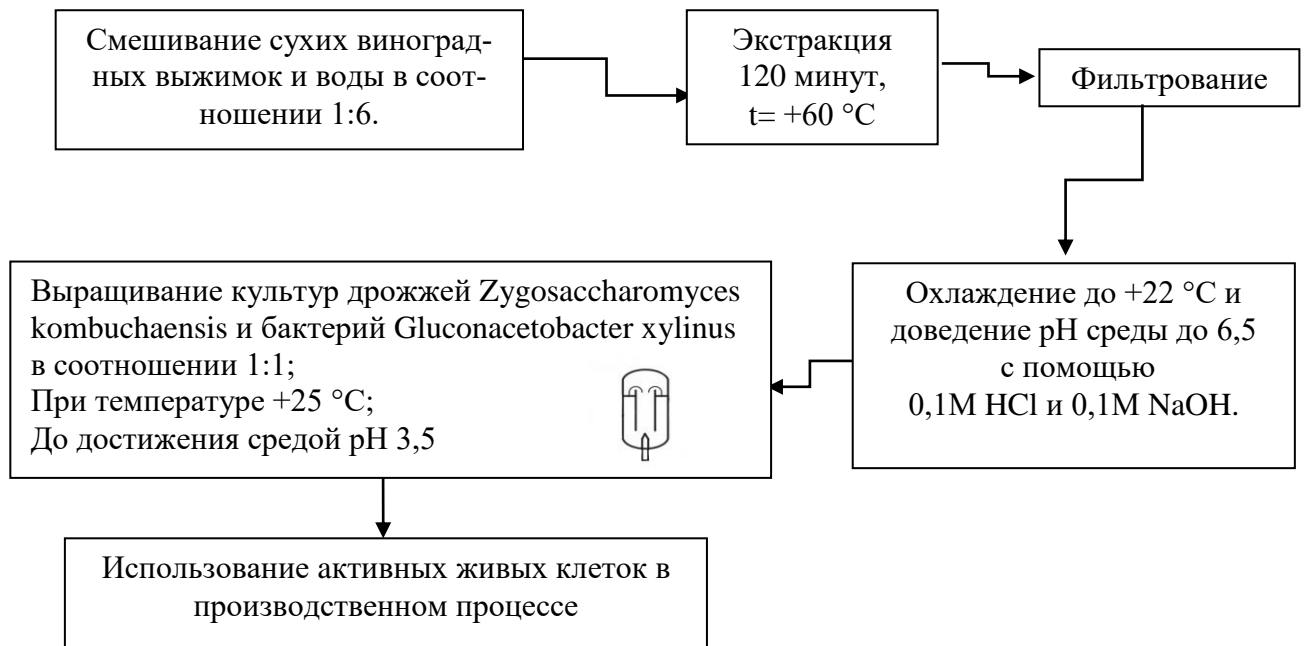 Смешивание сухих виноград-
ных выжимок и воды в соот-
ношении 1:6.
Экстракция
120 минут,
t= +60 °C
Фильтрование
Охлаждение до +22 °C и
доведение pH среды до 6,5
с помощью
0,1М HCl и 0,1М NaOH.
Выращивание культур дрожжей Zygosaccharomyces
kombuchaensis и бактерий Gluconacetobacter xylinus
в соотношении 1:1;
При температуре +25 °C;
До достижения средой pH 3,5
Использование активных живых клеток в
производственном процессе